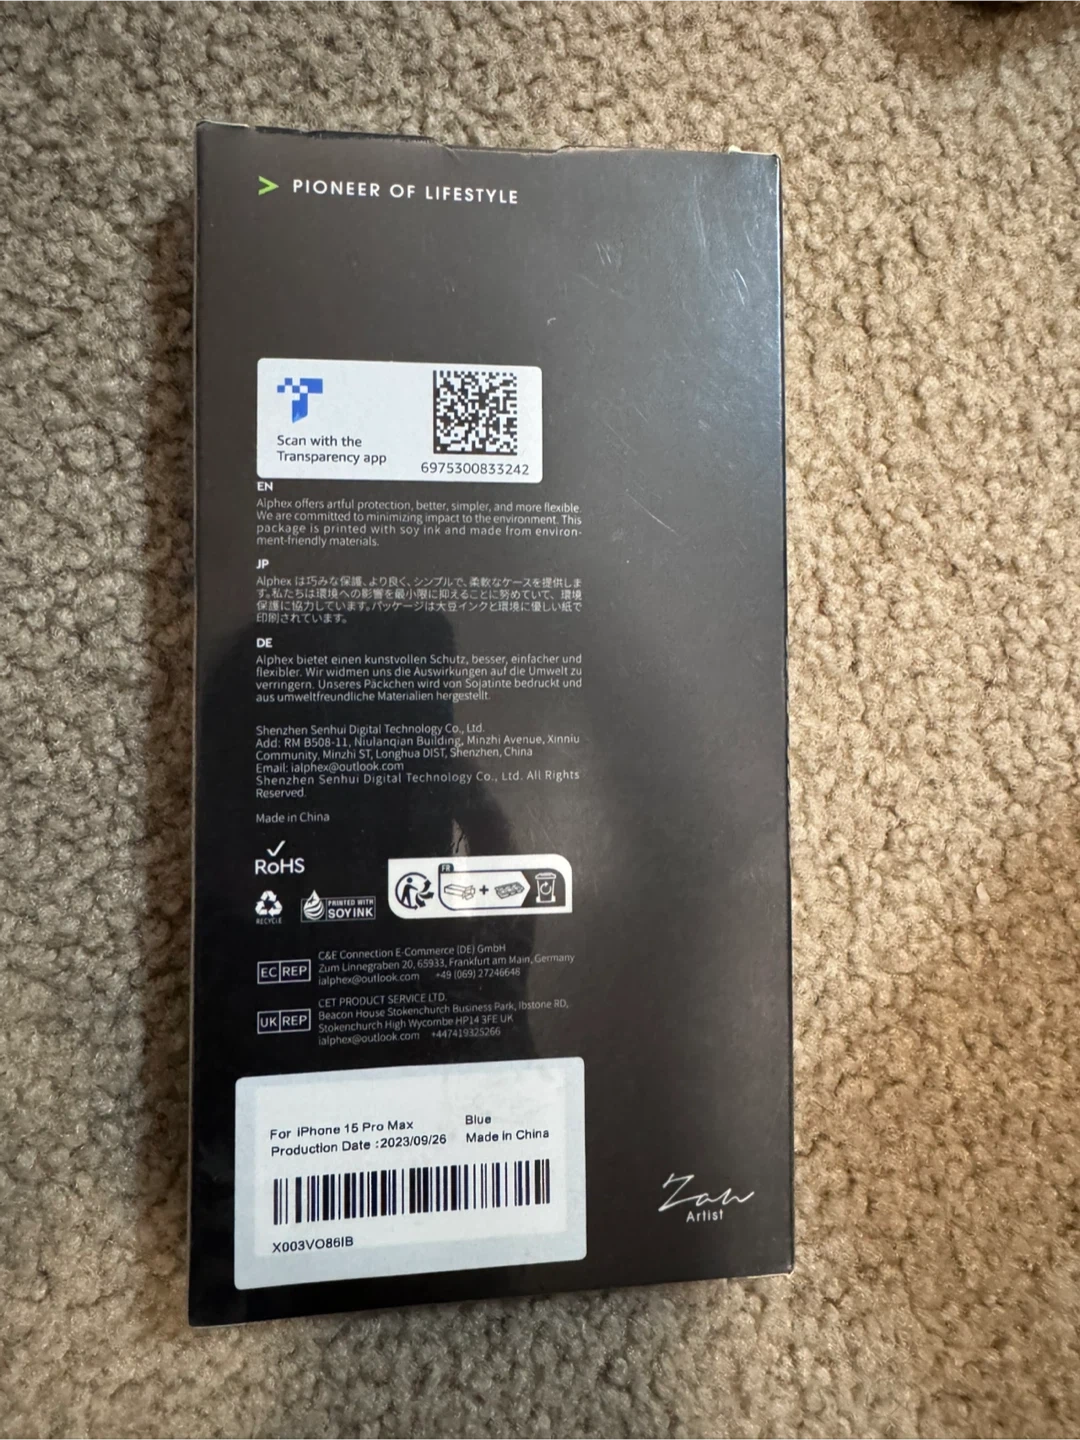 > PIONEER OF LIFESTYLE
Scan with the
Transparency app
6975300833242
EN
Alphex offers artful protection, better, simpler, and more flexible.
We are committed to minimizing impact to the environment. This
package is printed with soy ink and made from environ-
ment-friendly materials.
JP
Alphex は巧みな保護、より良く、シンプルで、柔軟なケースを提供しま
す。私たちは環境への影響を最小限に抑えることに努めていて、環境
保護に協力しています。パッケージは大豆インクと環境に優しい紙で
印刷されています。
DE
Alphex bietet einen kunstvollen Schutz, besser, einfacher und
flexibler. Wir widmen uns die Auswirkungen auf die Umwelt zu
verringern. Unseres Päckchen wird von Sojatinte bedruckt und
aus umweltfreundliche Materialien hergestellt.
Shenzhen Senhui Digital Technology Co., Ltd.
Add: RM B508-11, Niulanqian Building, Minzhi Avenue, Xinniu
Community, Minzhi ST, Longhua DIST, Shenzhen, China
Email: ialphex@outlook.com
Shenzhen Senhui Digital Technology Co., Ltd. All Rights
Reserved.
Made in China
RoHS
FR
RECYCLE
PRINTED WITH
SOY INK
EC REP
C&E Connection E-Commerce (DE) GmbH
Zum Linnegraben 20, 65933, Frankfurt am Main, Germany
ialphex@outlook.com +49 (069) 27246648
UK REP
CET PRODUCT SERVICE LTD.
Beacon House Stokenchurch Business Park, Ibstone RD,
Stokenchurch High Wycombe HP14 3FE UK
ialphex@outlook.com +447419325266
For iPhone 15 Pro Max Blue
Production Date :2023/09/26 Made in China
X003VO86IB
Zaw
Artist